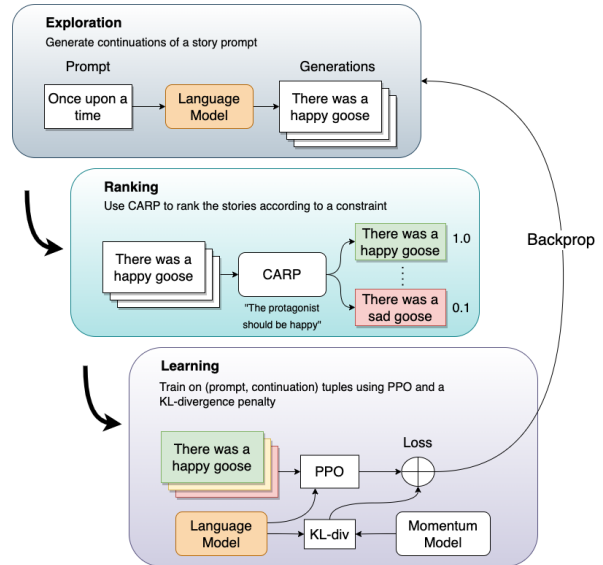 Exploration
Generate continuations of a story prompt
Prompt
Generations
Once upon a
time
Language
Model
There was a
happy goose
Ranking
Use CARP to rank the stories according to a constraint
There was a
happy goose
CARP
"The protagonist
should be happy"
There was a
happy goose
1.0
There was a
sad goose
0.1
Backprop
Learning
Train on (prompt, continuation) tuples using PPO and a
KL-divergence penalty
There was a
happy goose
PPO
Loss
Language
Model
KL-div
Momentum
Model